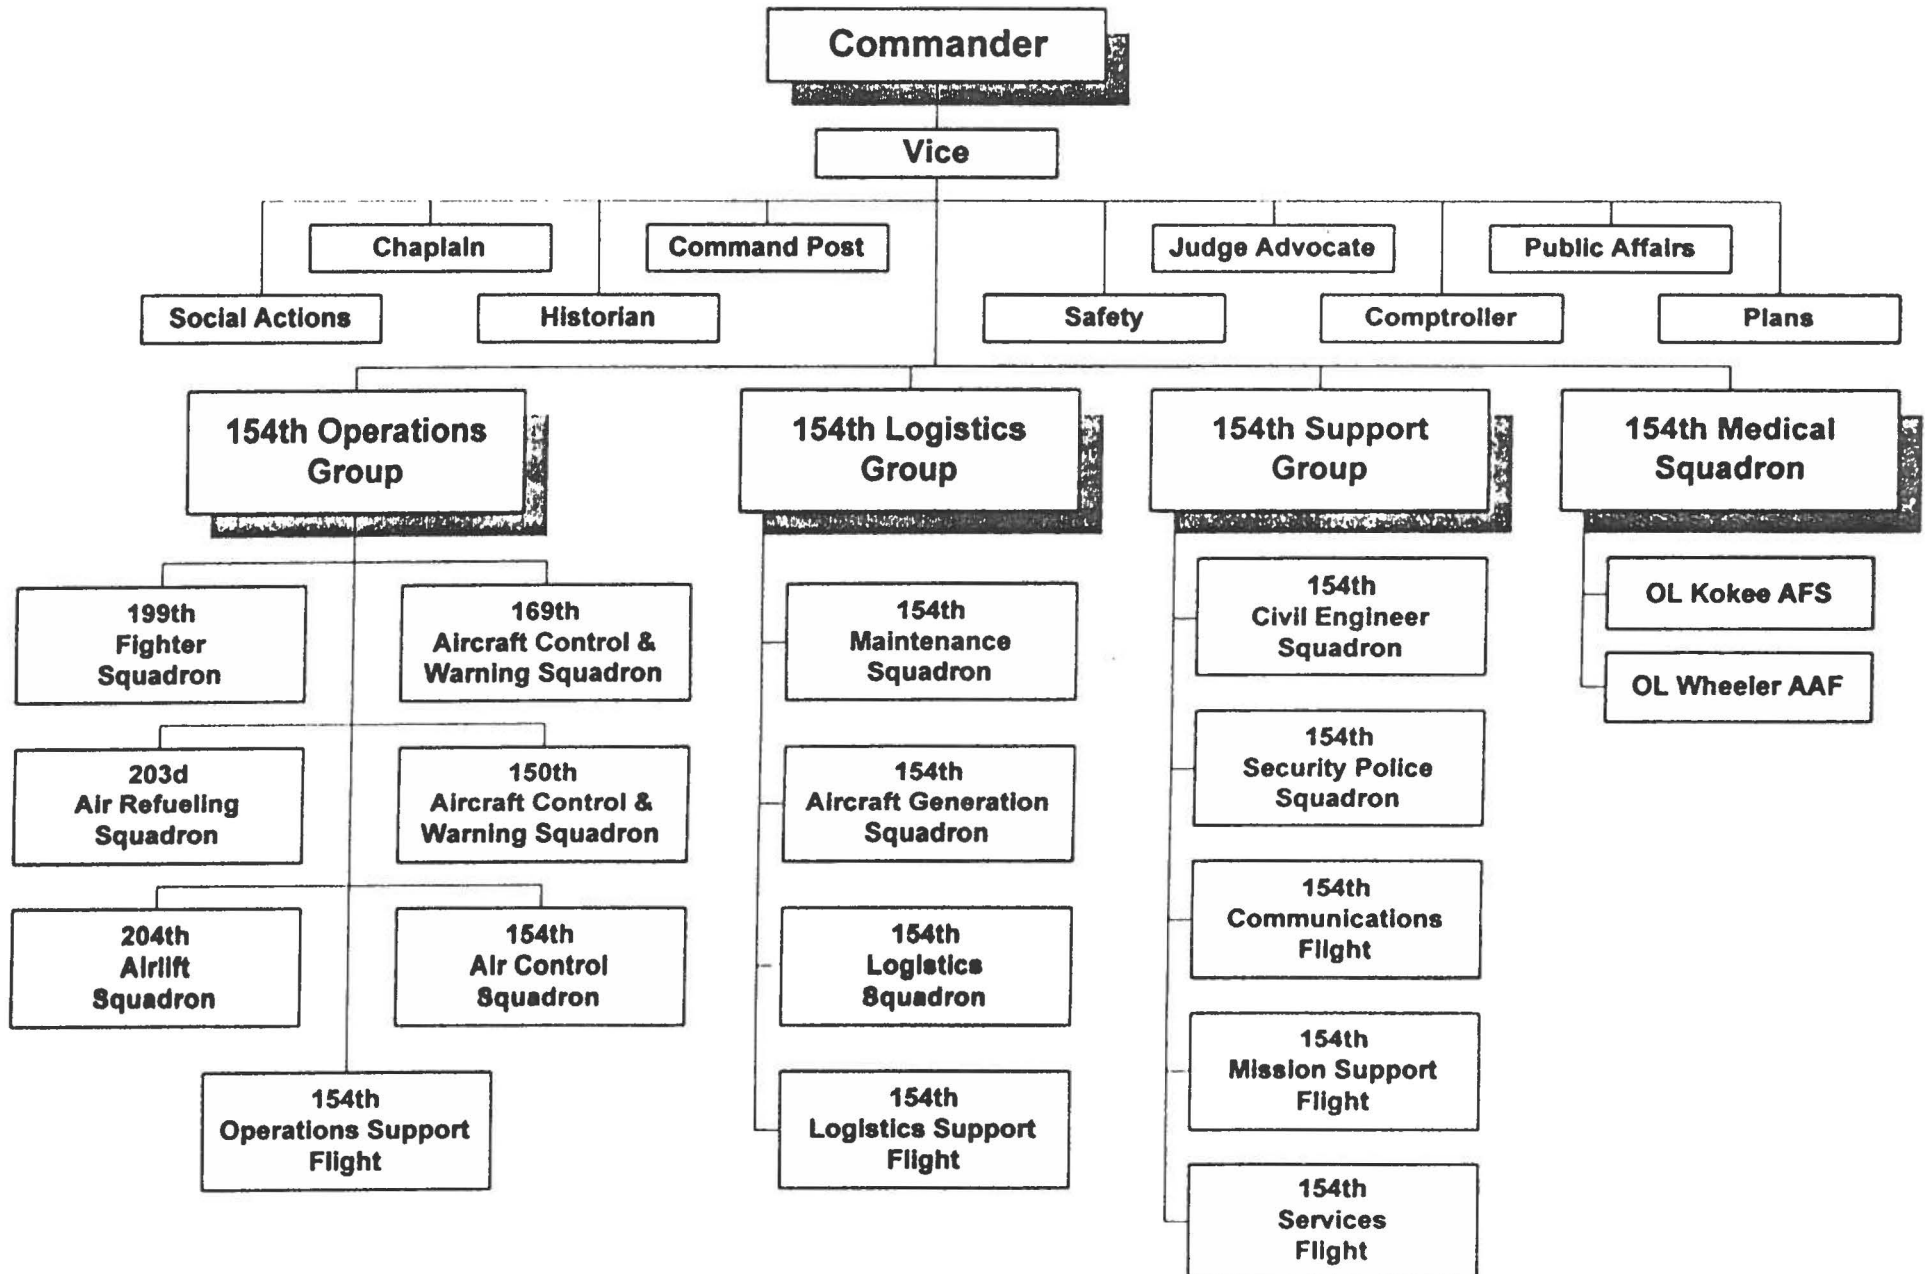 Commander
Vice
Chaplain
Command Post
Judge Advocate
Public Affairs
Social Actions
Historian
Safety
Comptroller
Plans
154th Operations
Group
154th Logistics
Group
154th Support
Group
154th Medical
Squadron
199th
Fighter
Squadron
169th
Aircraft Control &
Warning Squadron
203d
Air Refueling
Squadron
150th
Aircraft Control &
Warning Squadron
204th
Airlift
Squadron
154th
Air Control
Squadron
154th
Operations Support
Flight
154th
Maintenance
Squadron
154th
Aircraft Generation
Squadron
154th
Logistics
Squadron
154th
Logistics Support
Flight
154th
Civil Engineer
Squadron
154th
Security Police
Squadron
154th
Communications
Flight
154th
Mission Support
Flight
154th
Services
Flight
OL Kokee AFS
OL Wheeler AAF